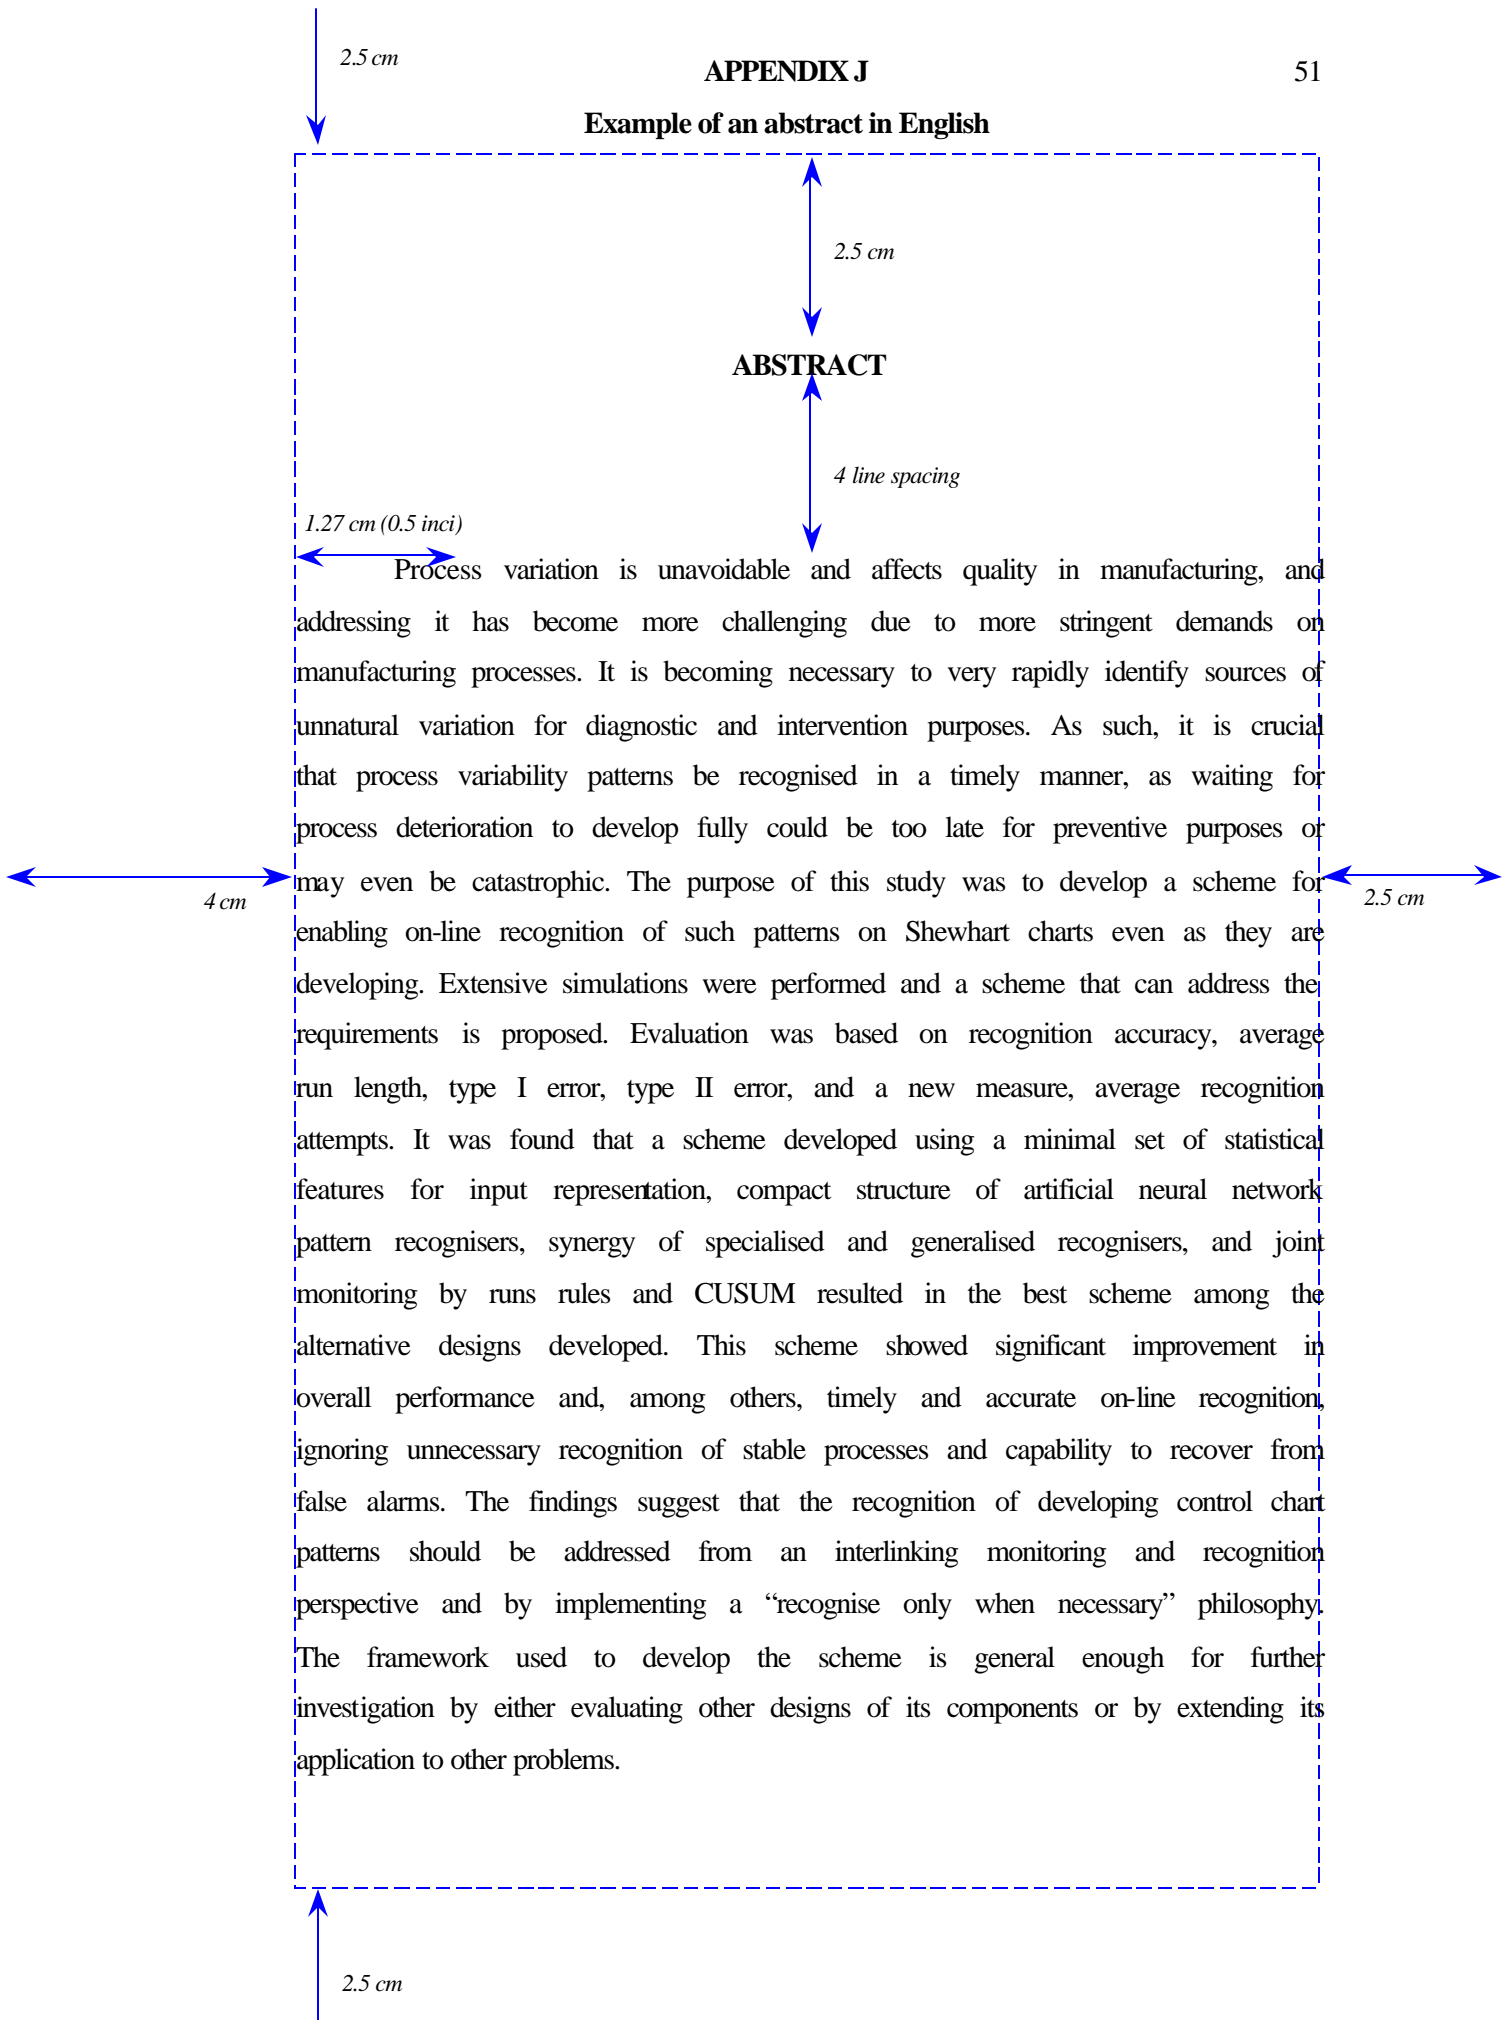 2.5 cm
APPENDIX J 51
Example of an abstract in English
2.5 cm
ABSTRACT
4 line spacing
1.27 cm (0.5 inci)
Process variation is unavoidable and affects quality in manufacturing, and
addressing it has become more challenging due to more stringent demands on
manufacturing processes. It is becoming necessary to very rapidly identify sources of
unnatural variation for diagnostic and intervention purposes. As such, it is crucial
that process variability patterns be recognised in a timely manner, as waiting for
process deterioration to develop fully could be too late for preventive purposes or
may even be catastrophic. The purpose of this study was to develop a scheme for
4 cm
2.5 cm
enabling on-line recognition of such patterns on Shewhart charts even as they are
developing. Extensive simulations were performed and a scheme that can address the
requirements is proposed. Evaluation was based on recognition accuracy, average
run length, type I error, type II error, and a new measure, average recognition
attempts. It was found that a scheme developed using a minimal set of statistical
features for input representation, compact structure of artificial neural network
pattern recognisers, synergy of specialised and generalised recognisers, and joint
monitoring by runs rules and CUSUM resulted in the best scheme among the
alternative designs developed. This scheme showed significant improvement in
overall performance and, among others, timely and accurate on-line recognition,
ignoring unnecessary recognition of stable processes and capability to recover from
false alarms. The findings suggest that the recognition of developing control chart
patterns should be addressed from an interlinking monitoring and recognition
perspective and by implementing a “recognise only when necessary” philosophy.
The framework used to develop the scheme is general enough for further
investigation by either evaluating other designs of its components or by extending its
application to other problems.
2.5 cm